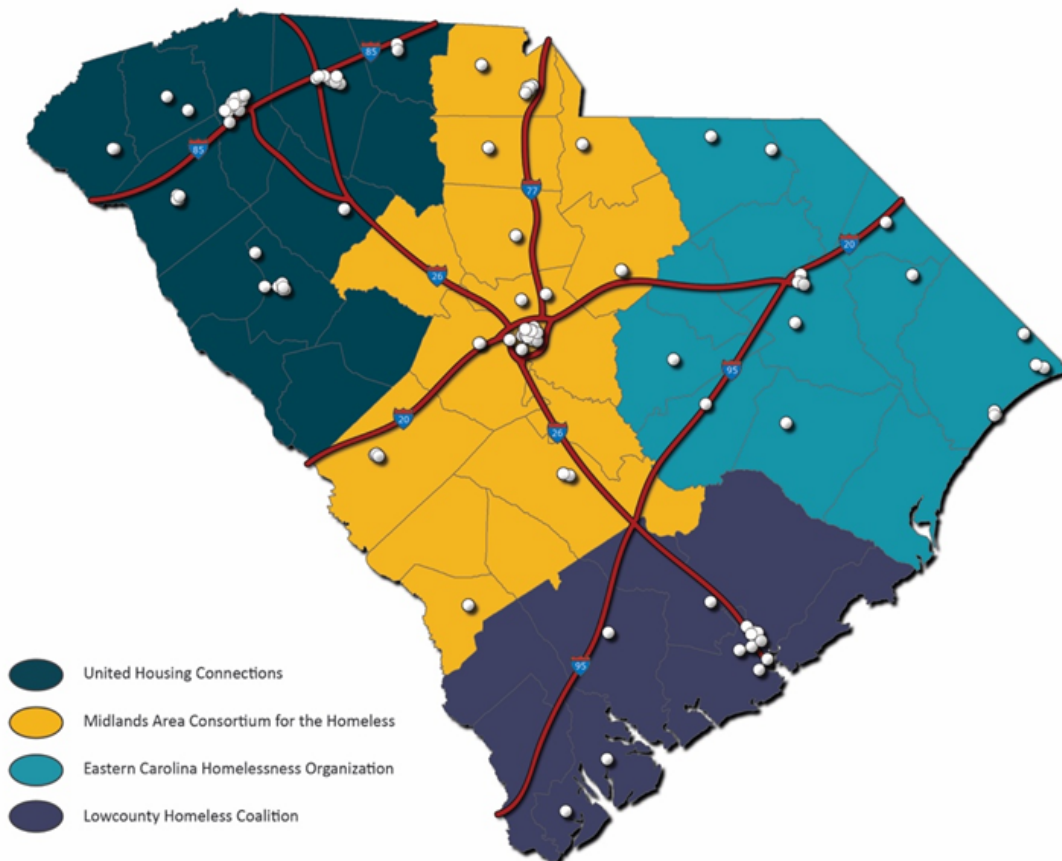 85
85
77
20
26
20
95
26
95
United Housing Connections
Midlands Area Consortium for the Homeless
Eastern Carolina Homelessness Organization
Lowcounty Homeless Coalition